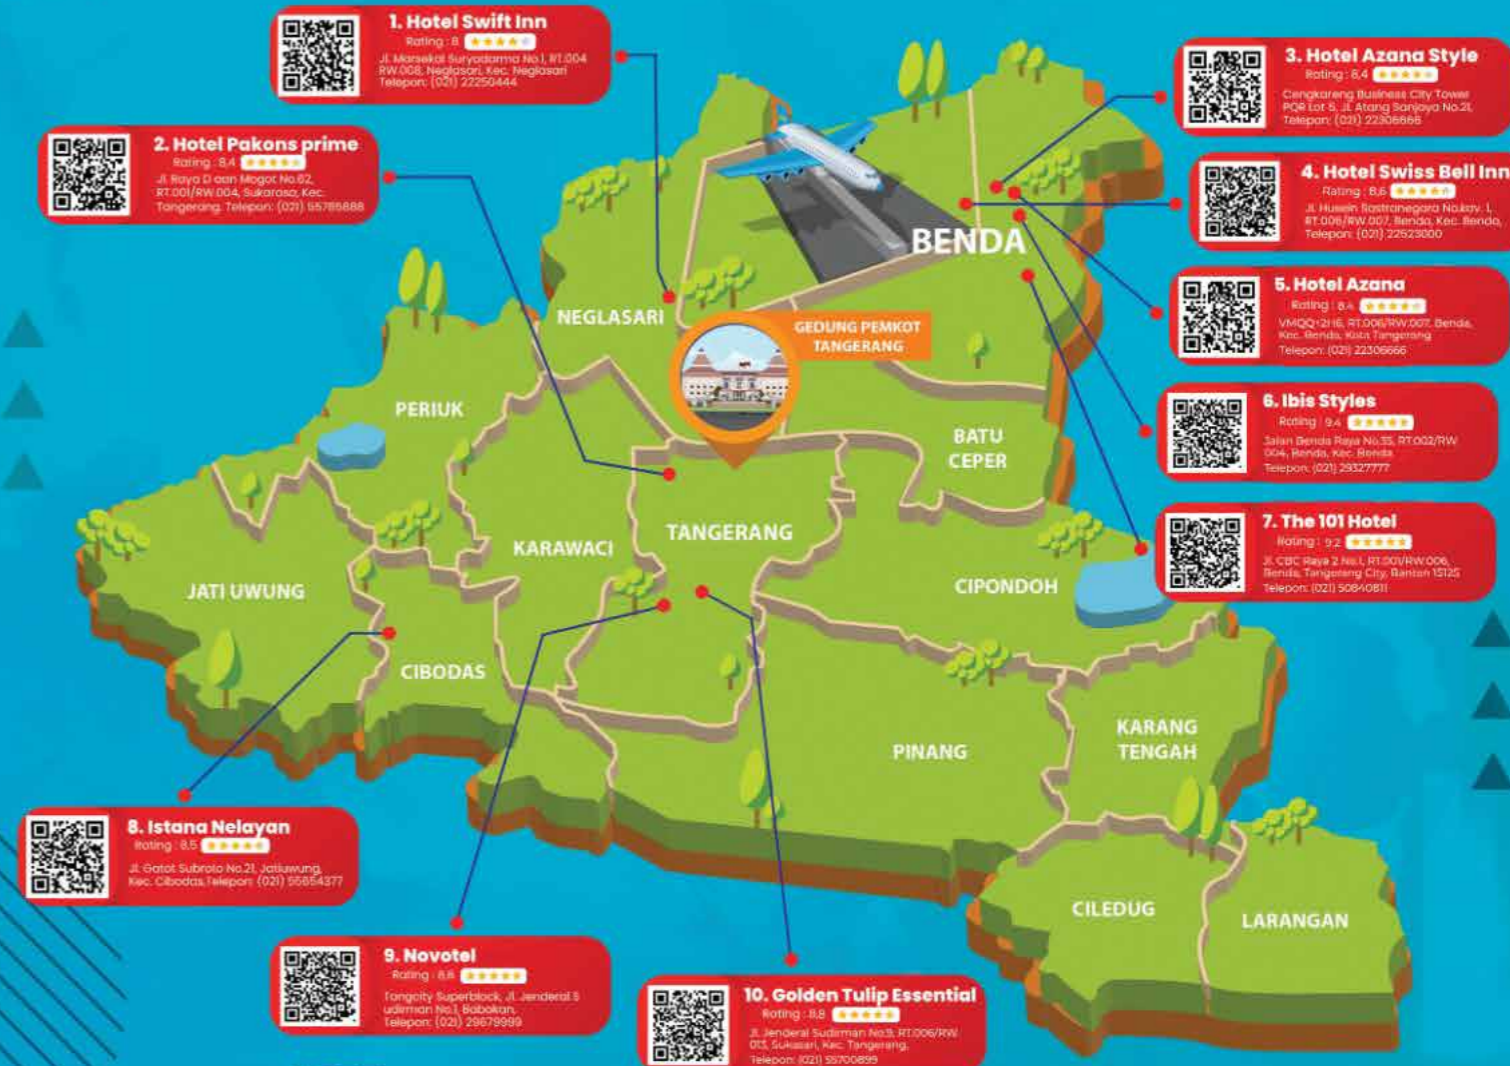 1. Hotel Swift Inn
Rating : 8
Jl. Marsekal Suryadarma No.1, RT.004
RW.008, Neglasari, Kec. Neglasari
Telepon: (021) 22250444
2. Hotel Pakons prime
Rating : 8,4
Jl. Raya D aan Mogot No.62,
RT.001/RW.004, Sukarasa, Kec.
Tangerang, Telepon: (021) 55785888
3. Hotel Azana Style
Rating : 8,4
Cengkareng Business City Tower
PQR Lot 5, Jl. Atang Sanjaya No.21,
Telepon: (021) 22306666
4. Hotel Swiss Bell Inn
Rating : 8,6
Jl. Husein Sastranegara No.kav. 1,
RT.006/RW.007, Benda, Kec. Benda,
Telepon: (021) 22523000
5. Hotel Azana
Rating : 8.4
RT.006/RW.007, Benda,
Kec. Benda, Kota Tangerang
Telepon: (021) 22306666
6. Ibis Styles
Rating : 9.4
Jalan Benda Raya No.35, RT.002/RW
004, Benda, Kec. Benda
Telepon: (021) 29327777
7. The 101 Hotel
Rating : 9.2
Jl. CBC Raya 2 No.1, RT.001/RW.006,
Benda, Tangerang City, Banten 15125
Telepon: (021) 50840811
BENDA
NEGLASARI
GEDUNG PEMKOT
TANGERANG
PERIUK
BATU
CEPER
TANGERANG
KARAWACI
JATI UWUNG
CIPONDOH
CIBODAS
KARANG
TENGAH
PINANG
CILEDUG
LARANGAN
8. Istana Nelayan
Rating : 8,5
Jl. Gatot Subroto No.21, Jatiuwung,
Kec. Cibodas, Telepon: (021) 55654377
9. Novotel
Rating : 8,8
Tangcity Superblock, Jl. Jenderal S
udirman No.1, Babakan,
Telepon: (021) 29679999
10. Golden Tulip Essential
Rating : 8,8
Jl. Jenderal Sudirman No.9, RT.006/RW
013, Sukasari, Kec. Tangerang,
Telepon: (021) 55700899